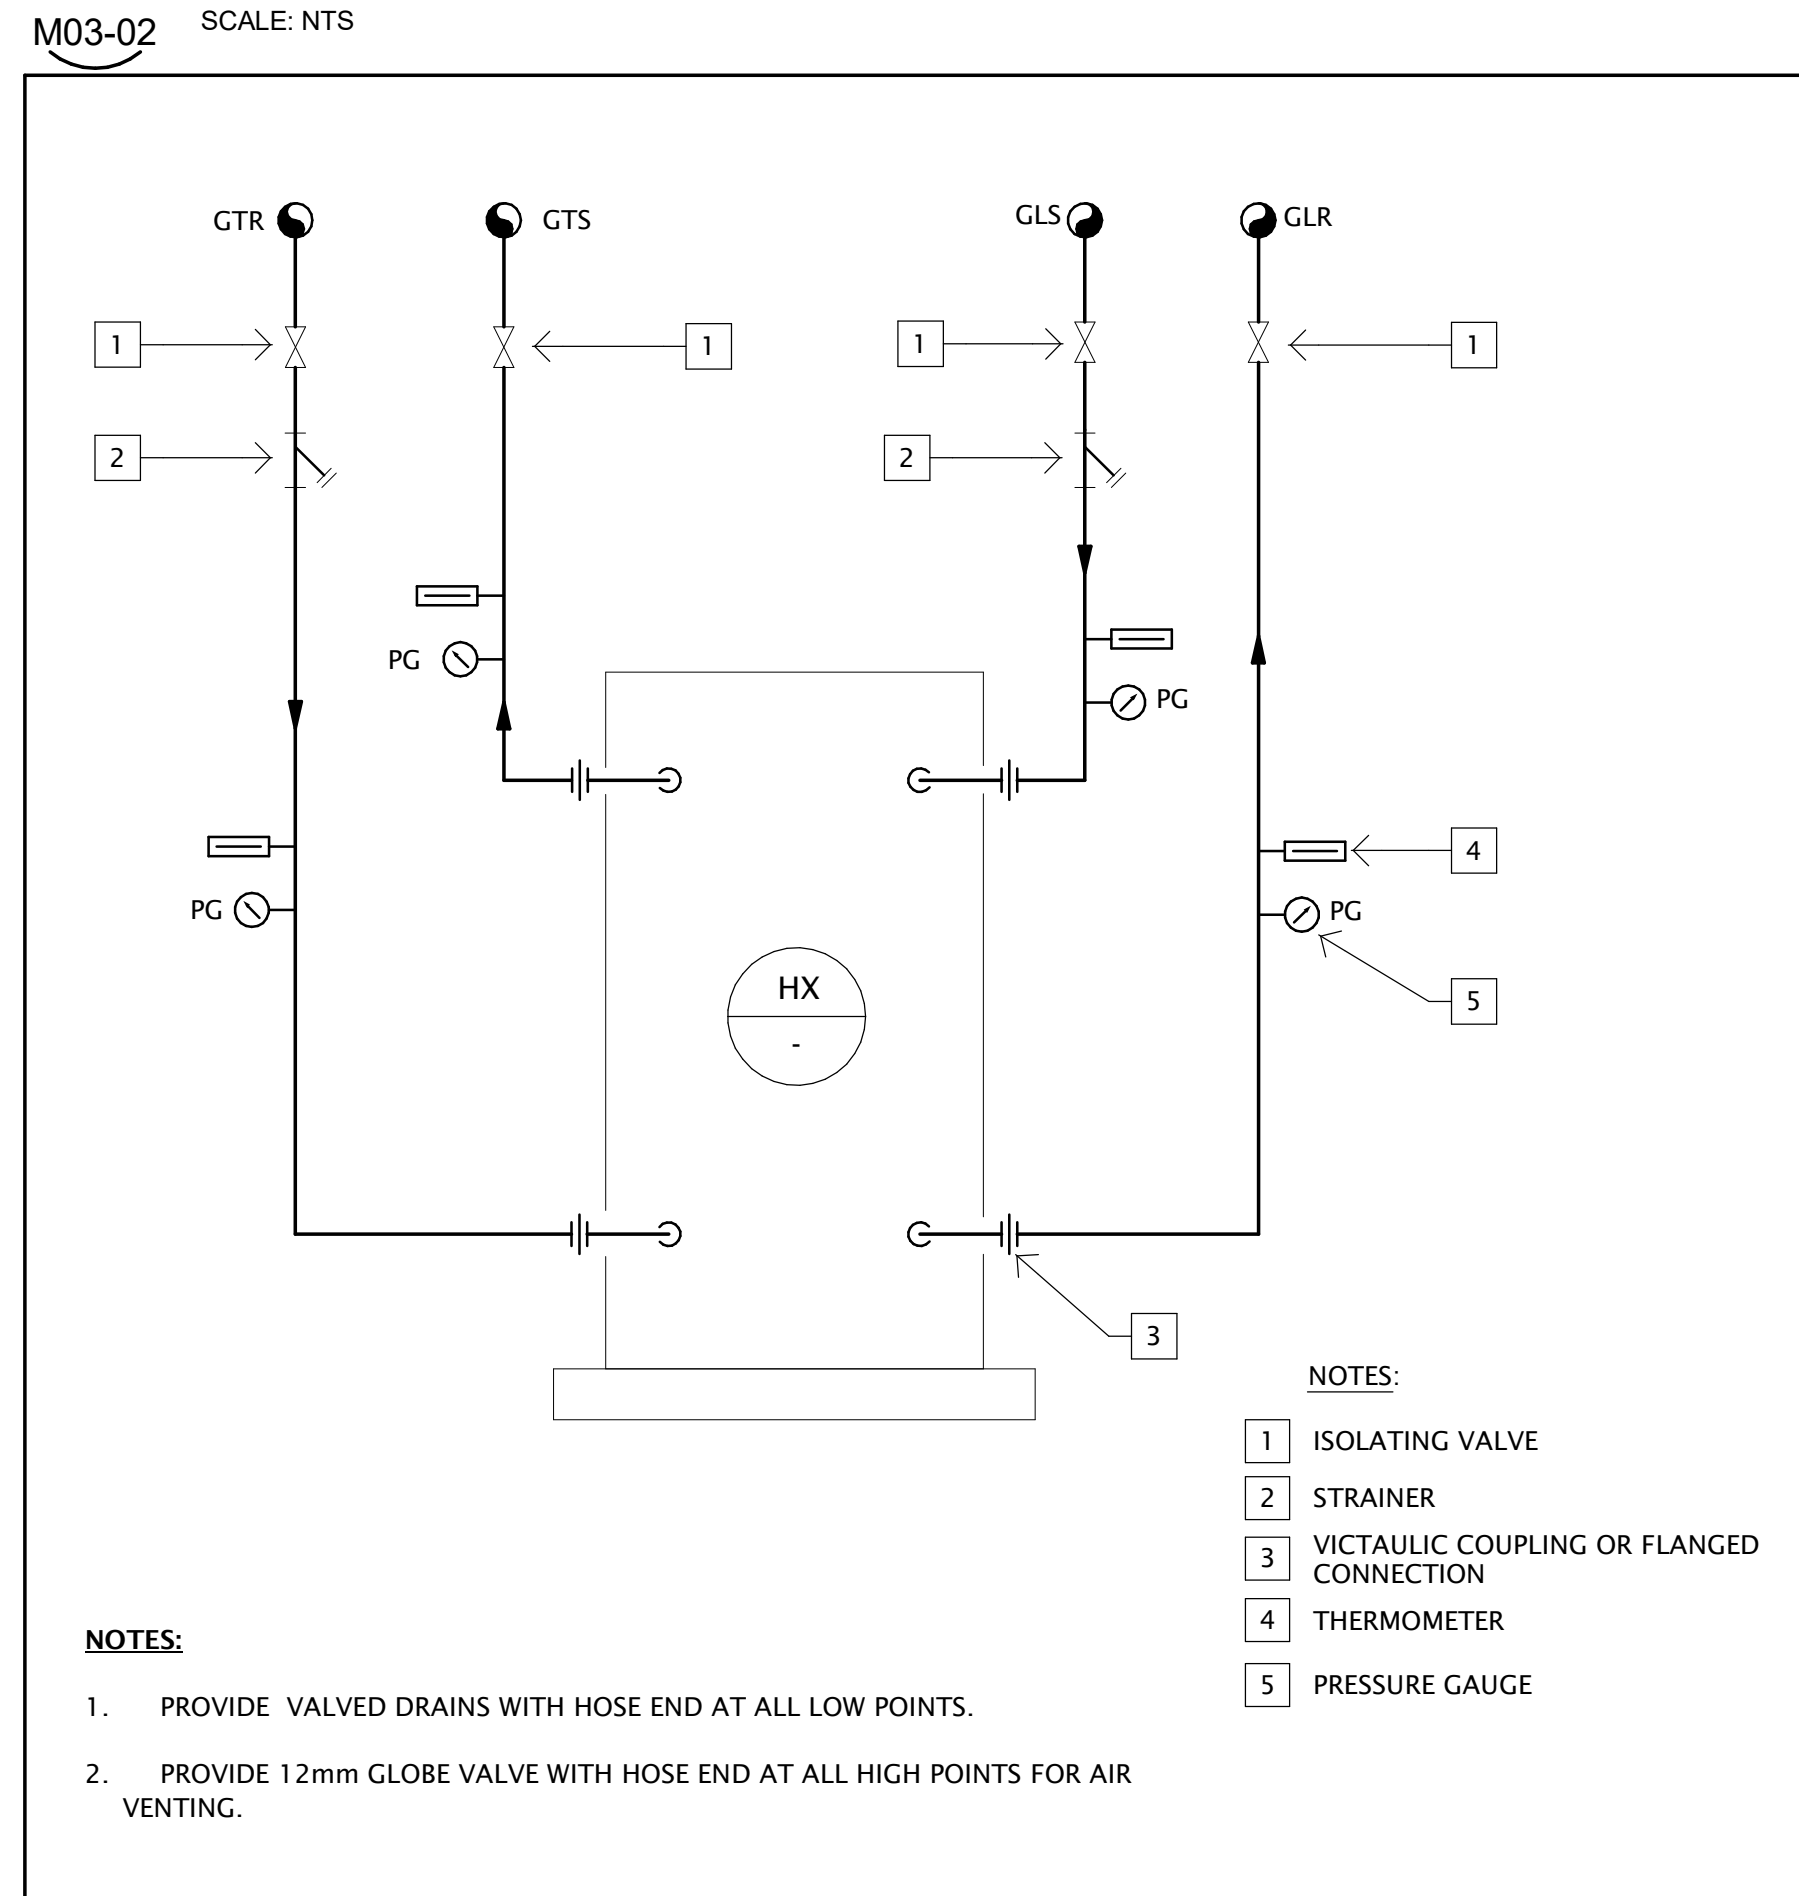 M03-02
SCALE: NTS
GTR
GTS
GLS
GLR
1
1
1
1
2
2
PG
PG
4
PG
PG
HX
-
5
3
NOTES:
1 ISOLATING VALVE
2 STRAINER
3 VICTAULIC COUPLING OR FLANGED
CONNECTION
4 THERMOMETER
5 PRESSURE GAUGE
NOTES:
1. PROVIDE VALVED DRAINS WITH HOSE END AT ALL LOW POINTS.
2. PROVIDE 12mm GLOBE VALVE WITH HOSE END AT ALL HIGH POINTS FOR AIR
VENTING.